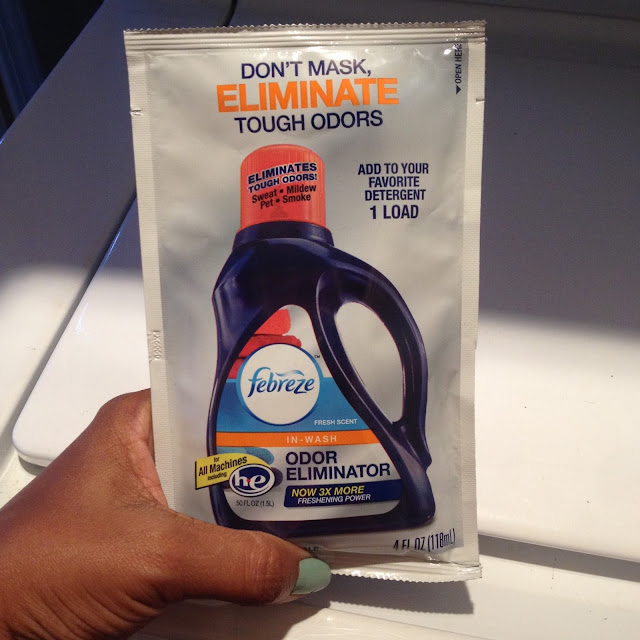 OPEN HERE
DON'T MASK,
ELIMINATE
TOUGH ODORS
ELIMINATES
TOUGH ODORS!
Sweat • Mildew
Pet • Smoke
ADD TO YOUR
FAVORITE
DETERGENT
1 LOAD
febreze™
FRESH SCENT
IN-WASH
for
All Machines
including
he
ODOR
ELIMINATOR
NOW 3X MORE
FRESHENING POWER
50 FL OZ (1.5L)
4 FL OZ (118mL)